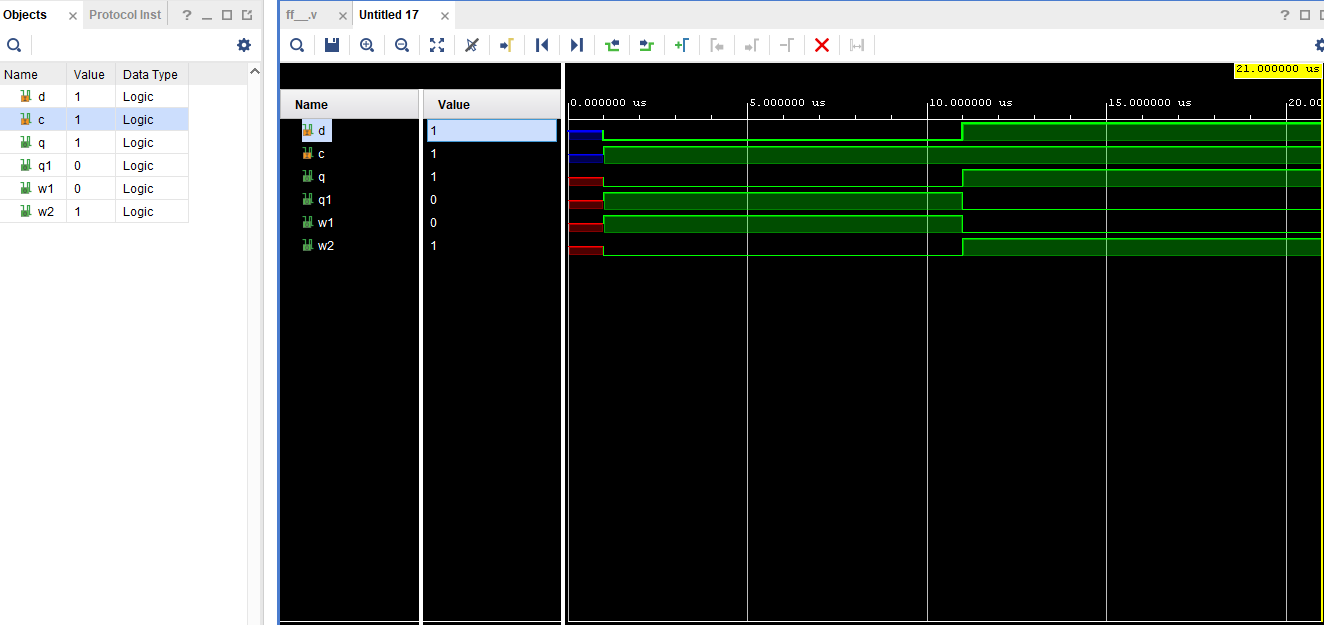 Objects × Protocol Inst ? ff__.v × Untitled 17 × ?
Name Value Data Type
d 1 Logic
c 1 Logic
q 1 Logic
q1 0 Logic
w1 0 Logic
w2 1 Logic
21.000000 us
Name Value
0.000000 us 5.000000 us 10.000000 us 15.000000 us 20.00
d 1
c 1
q 1
q1 0
w1 0
w2 1